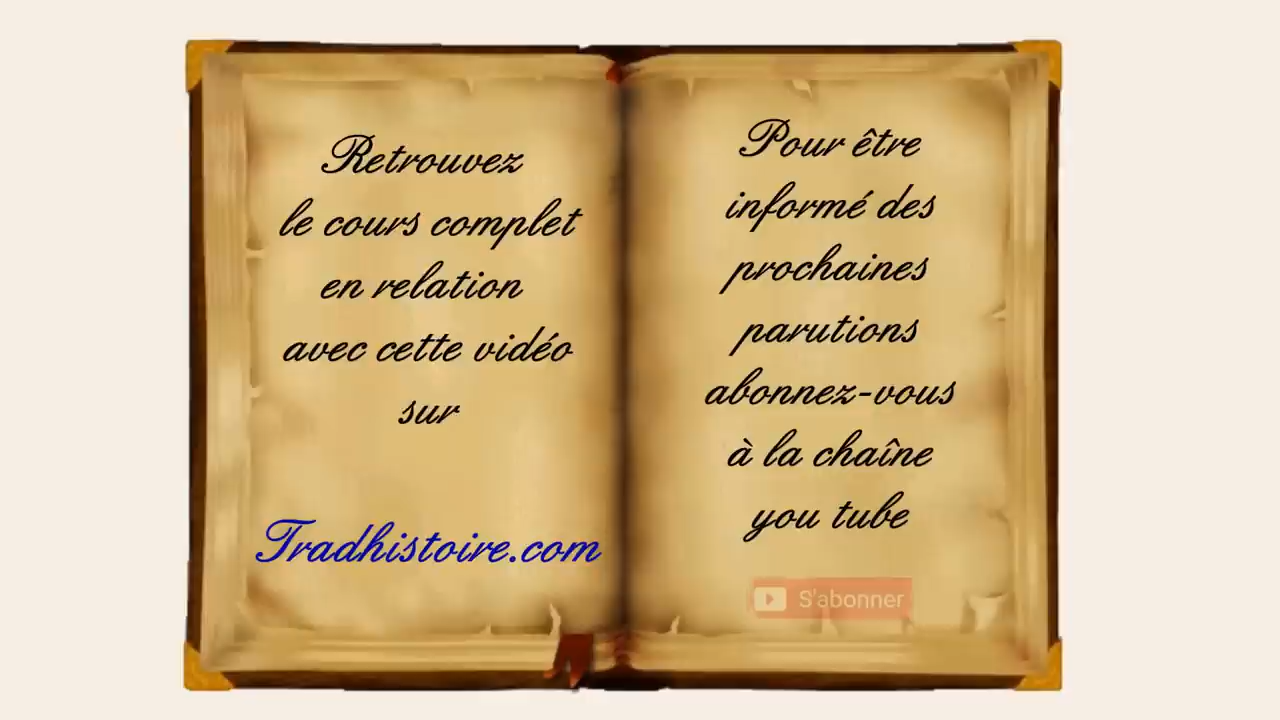 Retrouvez
le cours complet
en relation
avec cette vidéo
sur
Tradhistoire.com
Pour être
informé des
prochaines
parutions
abonnez-vous
à la chaîne
you tube
S'abonner